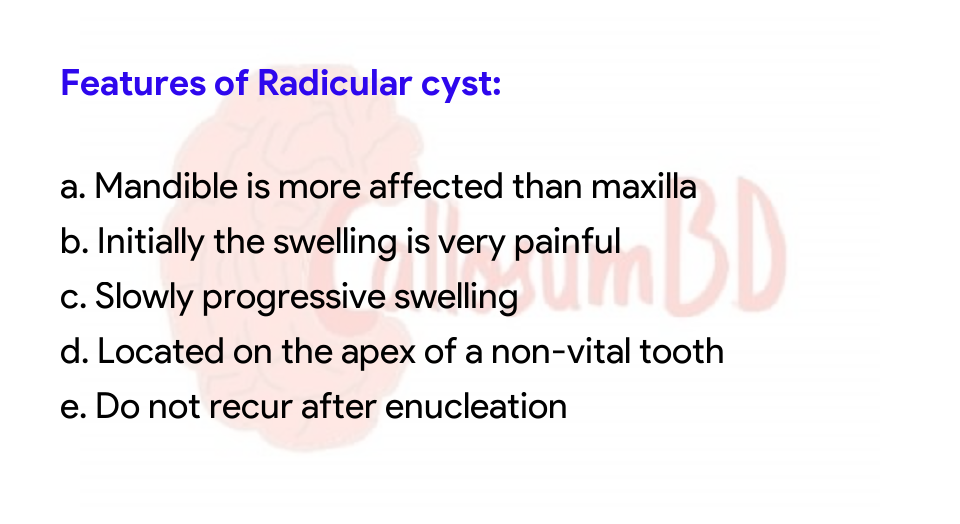 Features of Radicular cyst:
a. Mandible is more affected than maxilla
b. Initially the swelling is very painful
c. Slowly progressive swelling
d. Located on the apex of a non-vital tooth
e. Do not recur after enucleation
CallosumBD